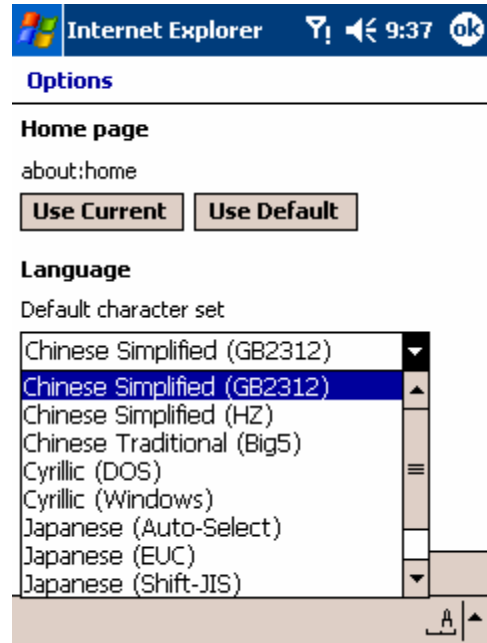 Internet Explorer 9:37 ok
Options
Home page
about:home
Use Current Use Default
Language
Default character set
Chinese Simplified (GB2312)
Chinese Simplified (GB2312)
Chinese Simplified (HZ)
Chinese Traditional (Big5)
Cyrillic (DOS)
Cyrillic (Windows)
Japanese (Auto-Select)
Japanese (EUC)
Japanese (Shift-JIS)
A